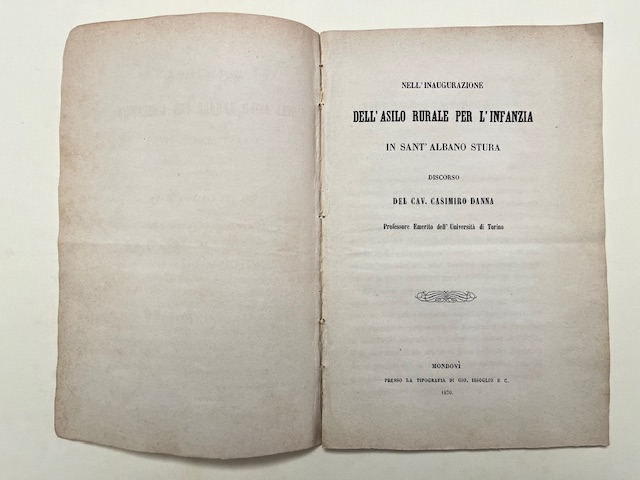 NELL'INAUGURAZIONE
DELL'ASILO RURALE PER L'INFANZIA
IN SANT'ALBANO STURA
DISCORSO
DEL CAV. CASIMIRO DANNA
Professore Emerito dell'Università di Torino
MONDOVÌ
PRESSO LA TIPOGRAFIA DI GIO. ISSOGLIO E C.
1870.